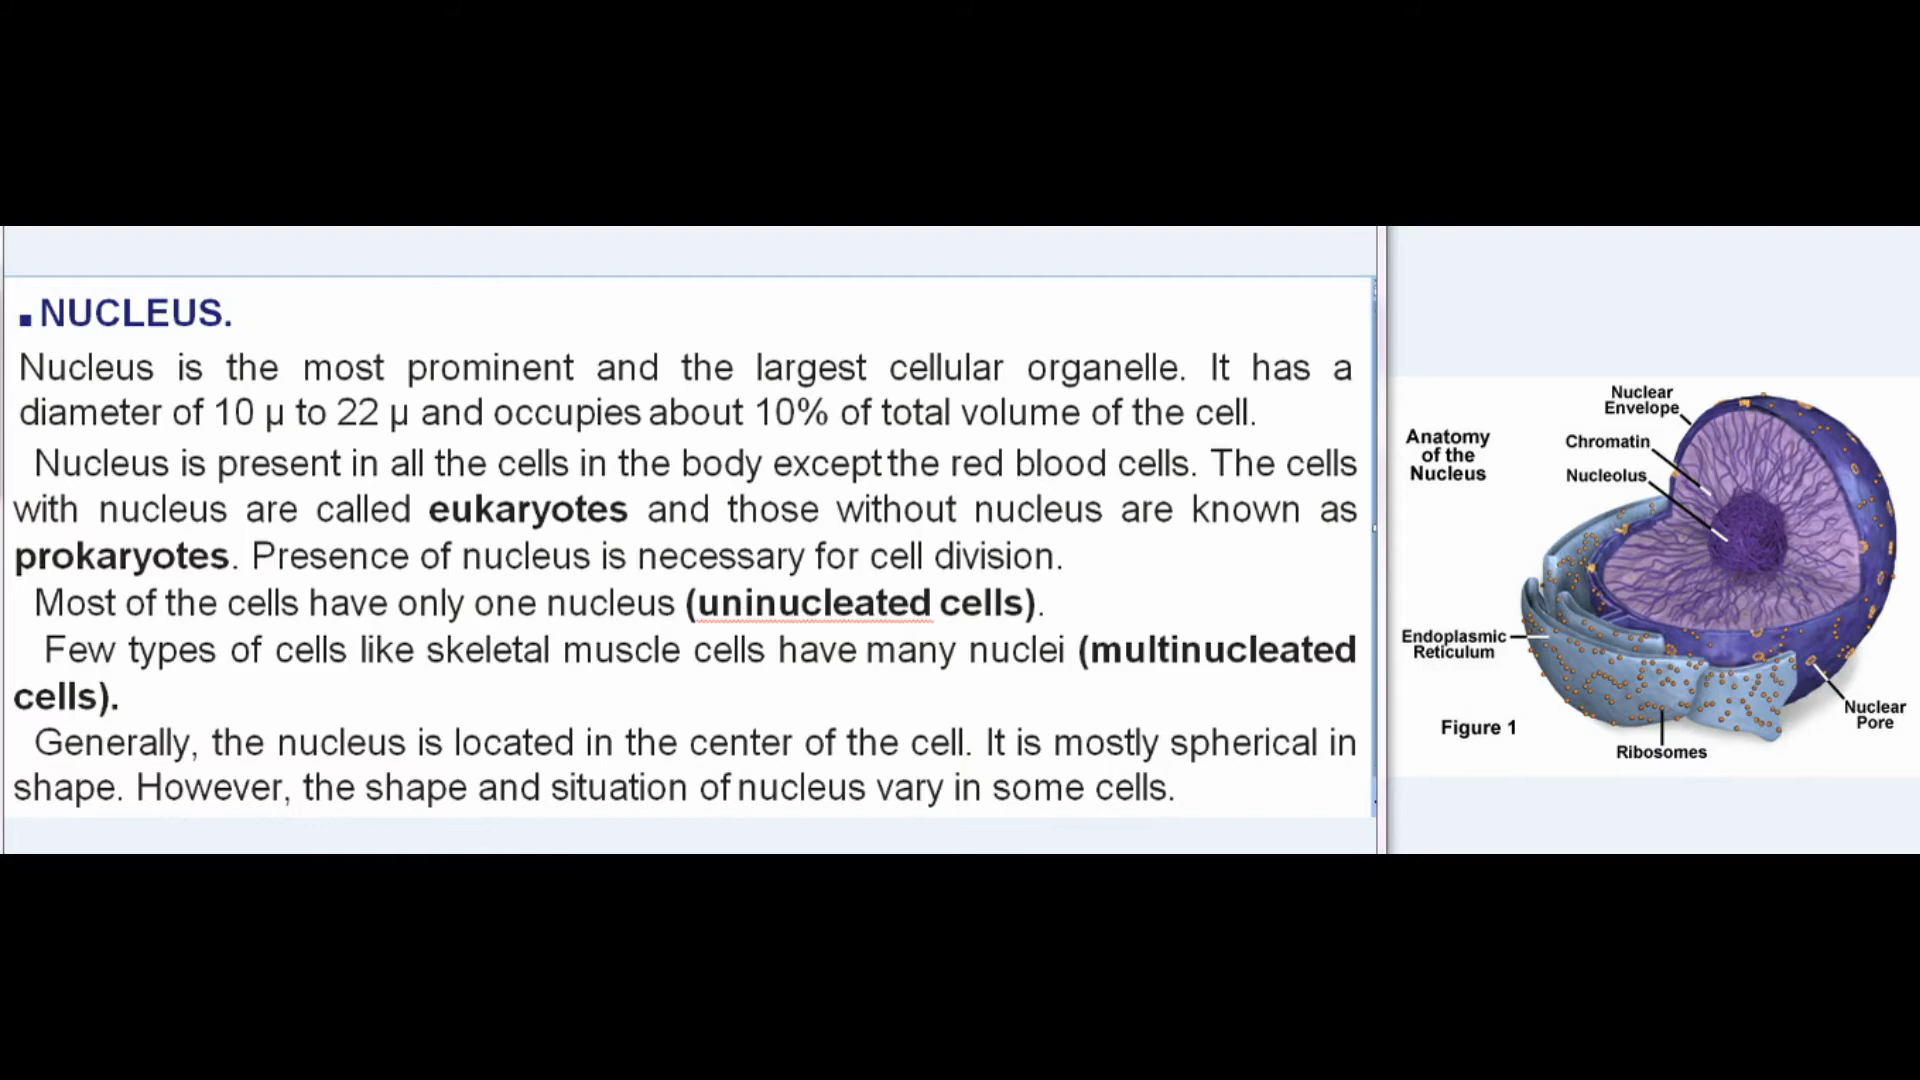 ▪NUCLEUS.
Nucleus is the most prominent and the largest cellular organelle. It has a
diameter of 10 µ to 22 µ and occupies about 10% of total volume of the cell.
Nucleus is present in all the cells in the body except the red blood cells. The cells
with nucleus are called eukaryotes and those without nucleus are known as
prokaryotes. Presence of nucleus is necessary for cell division.
Most of the cells have only one nucleus (uninucleated cells).
Few types of cells like skeletal muscle cells have many nuclei (multinucleated
cells).
Generally, the nucleus is located in the center of the cell. It is mostly spherical in
shape. However, the shape and situation of nucleus vary in some cells.
Anatomy
of the
Nucleus
Nuclear
Envelope
Chromatin
Nucleolus
Endoplasmic
Reticulum
Nuclear
Pore
Figure 1
Ribosomes